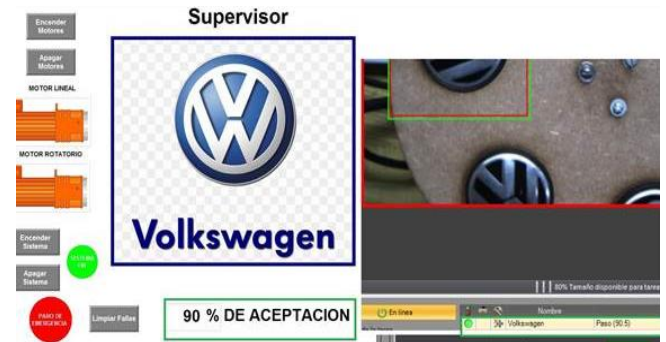 Supervisor
Encender
Motores
Apagar
Motores
MOTOR LINEAL
MOTOR ROTATORIO
Volkswagen
Encender
Sistema
Apagar
Sistema
PARO DE
EMERGENCIA
Limpiar Fallas
90 % DE ACEPTACION
80% Tamaño disponible para tarea
En línea
Nombre
Volkswagen
Paso (90.5)